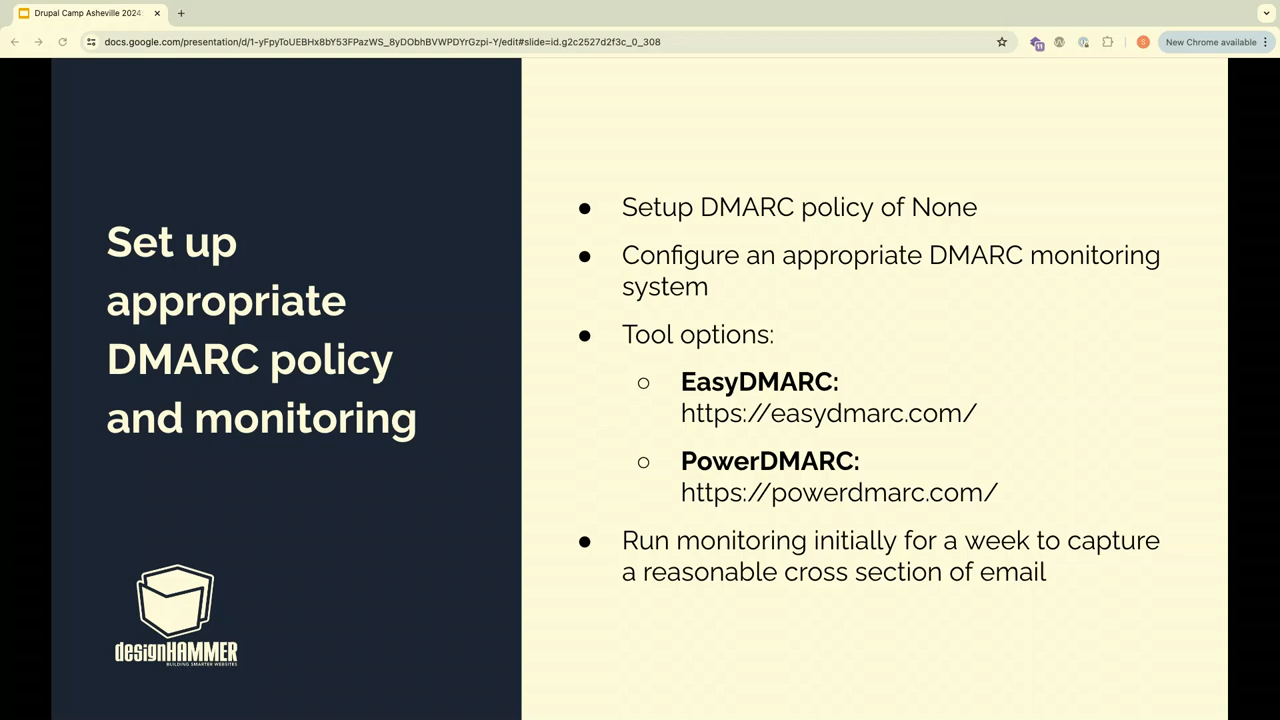 Drupal Camp Asheville 2024:
docs.google.com/presentation/d/1-yFpyToUEBHx8bY53FPazWS_8yDObhBVWPDYrGzpi-Y/edit#slide=id.g2c2527d2f3c_0_308
11
S
New Chrome available
Set up
appropriate
DMARC policy
and monitoring
designHAMMER
BUILDING SMARTER WEBSITES
● Setup DMARC policy of None
● Configure an appropriate DMARC monitoring
system
● Tool options:
○ EasyDMARC:
https://easydmarc.com/
○ PowerDMARC:
https://powerdmarc.com/
● Run monitoring initially for a week to capture
a reasonable cross section of email